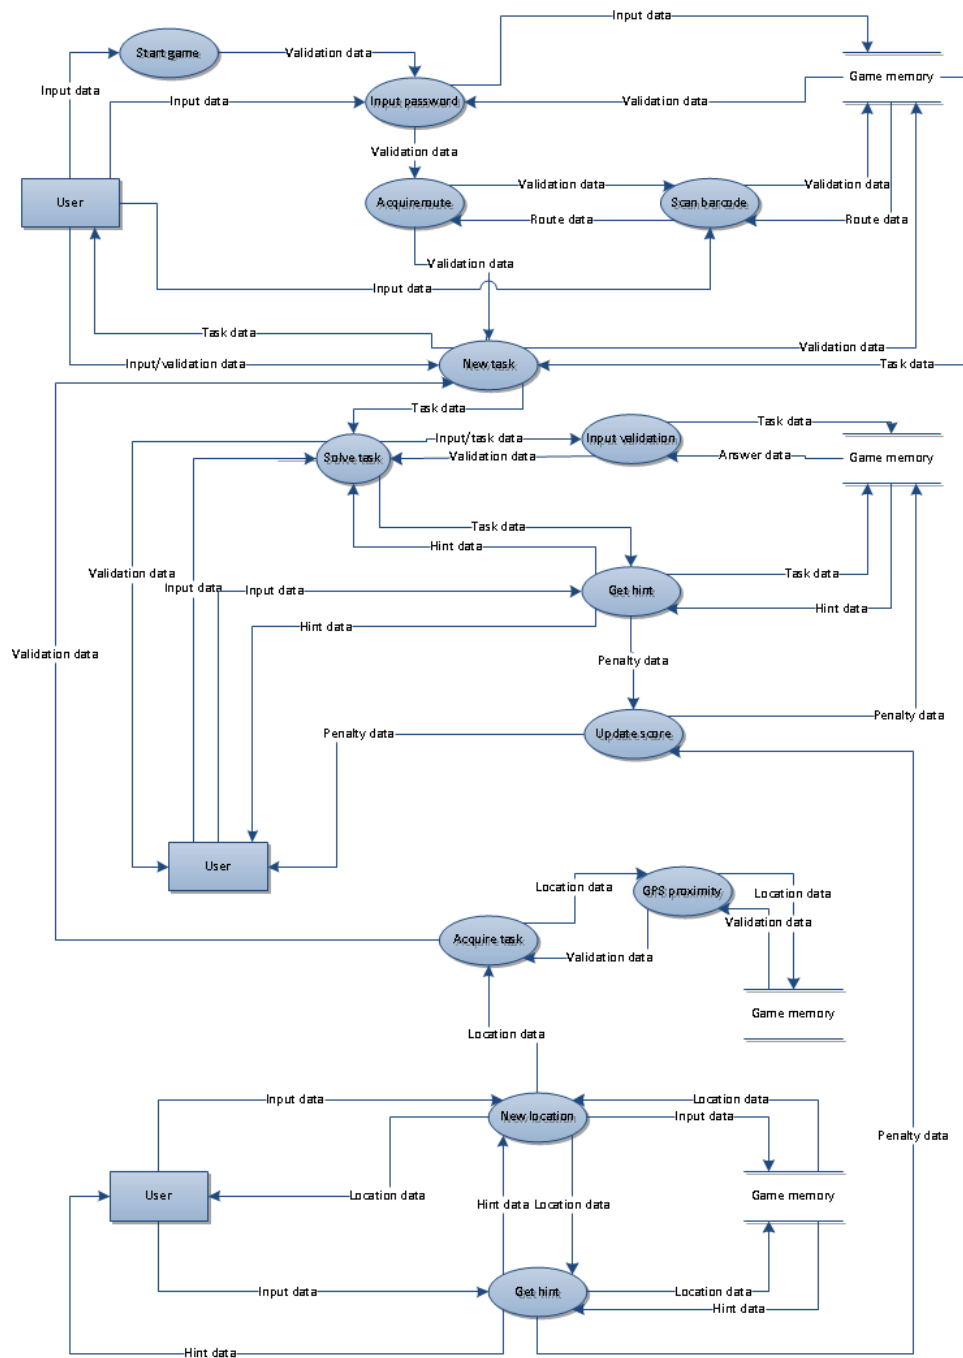 Input data
Start game
Validation data
Game memory
Input data
Input data
Input password
Validation data
Validation data
User
Acquire route
Validation data
Scan barcode
Validation data
Route data
Route data
Validation data
Input data
Task data
Validation data
Input/validation data
New task
Task data
Task data
Task data
Input/task data
Input validation
Solve task
Validation data
Answer data
Game memory
Task data
Hint data
Validation data
Task data
Input data
Input data
Get hint
Hint data
Hint data
Validation data
Penalty data
Penalty data
Update score
Penalty data
User
Location data
GPS proximity
Location data
Validation data
Acquire task
Validation data
Game memory
Location data
Input data
New location
Location data
Input data
Penalty data
User
Location data
Game memory
Hint data
Location data
Input data
Get hint
Location data
Hint data
Hint data